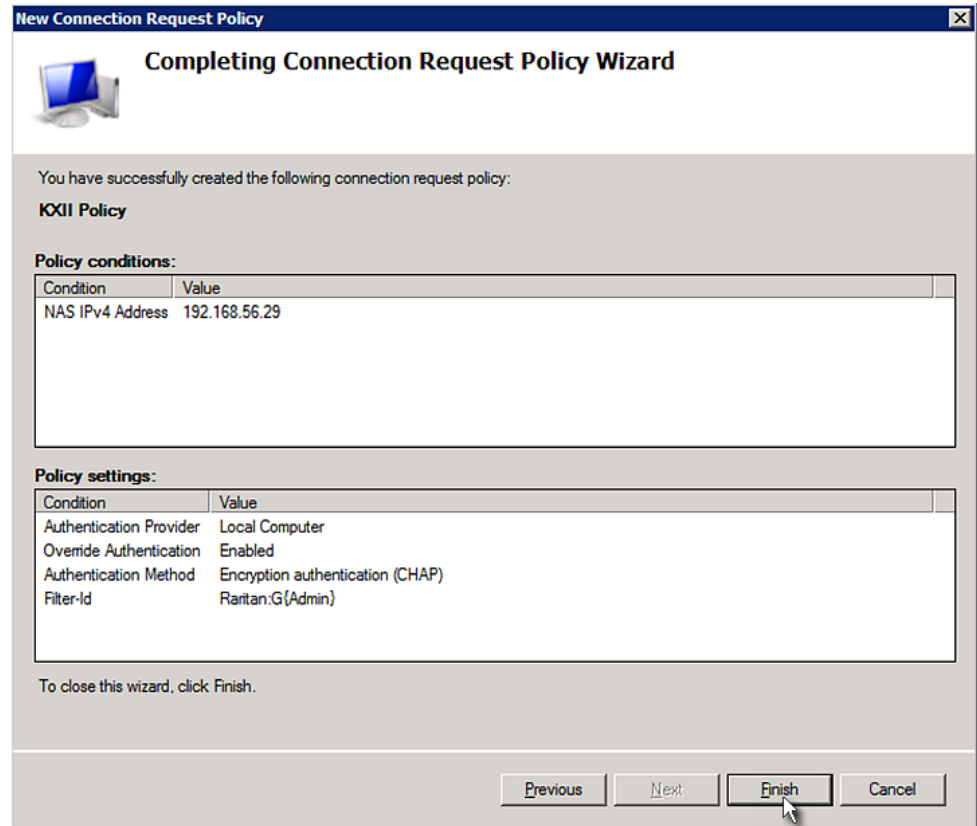 New Connection Request Policy
Completing Connection Request Policy Wizard
You have successfully created the following connection request policy:
KXII Policy
Policy conditions:
Condition Value
NAS IPv4 Address 192.168.56.29
Policy settings:
Condition Value
Authentication Provider Local Computer
Override Authentication Enabled
Authentication Method Encryption authentication (CHAP)
Filter-Id Raritan:G{Admin}
To close this wizard, click Finish.
Previous Next Finish Cancel